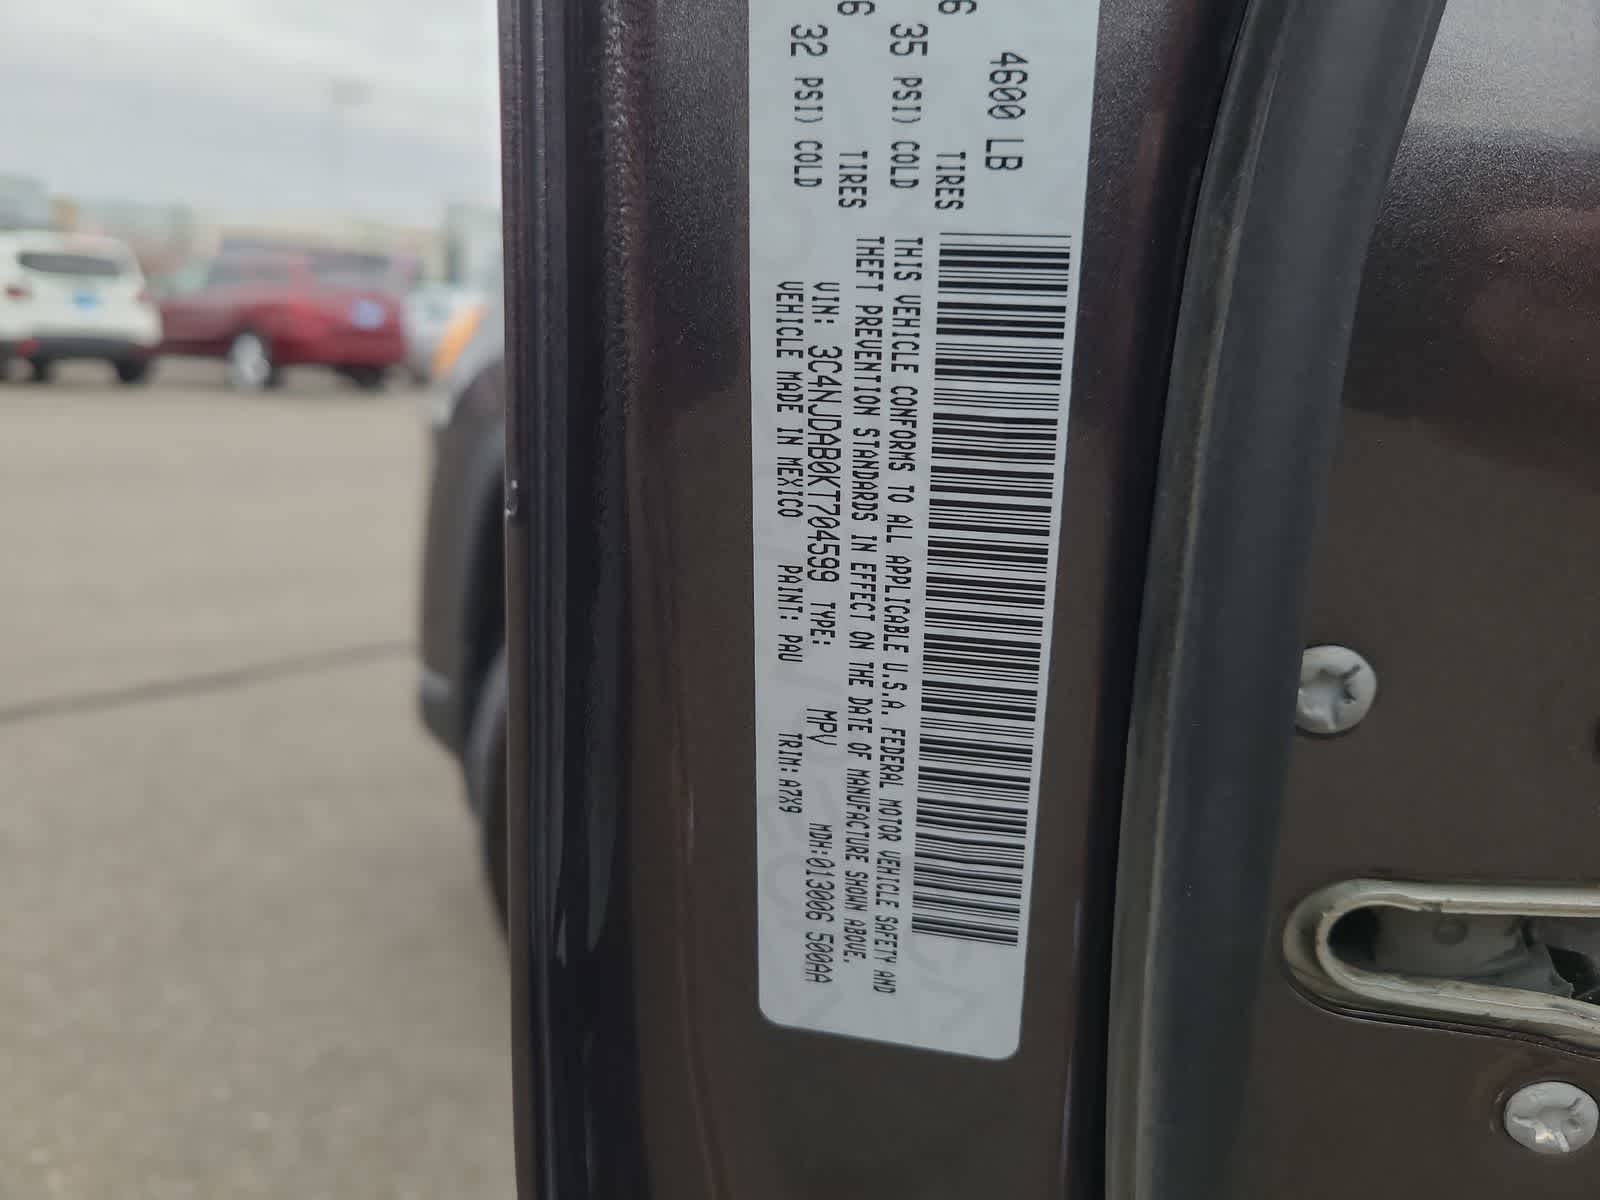 4600 LB
6 TIRES
35 PSI) COLD
6 TIRES
32 PSI) COLD
THIS VEHICLE CONFORMS TO ALL APPLICABLE U.S.A. FEDERAL MOTOR VEHICLE SAFETY AND
THEFT PREVENTION STANDARDS IN EFFECT ON THE DATE OF MANUFACTURE SHOWN ABOVE.
VIN: 3C4NJDAB0KT704599 TYPE: MPV MDH:013006 500AA
VEHICLE MADE IN MEXICO PAINT: PAU TRIM: A7X9